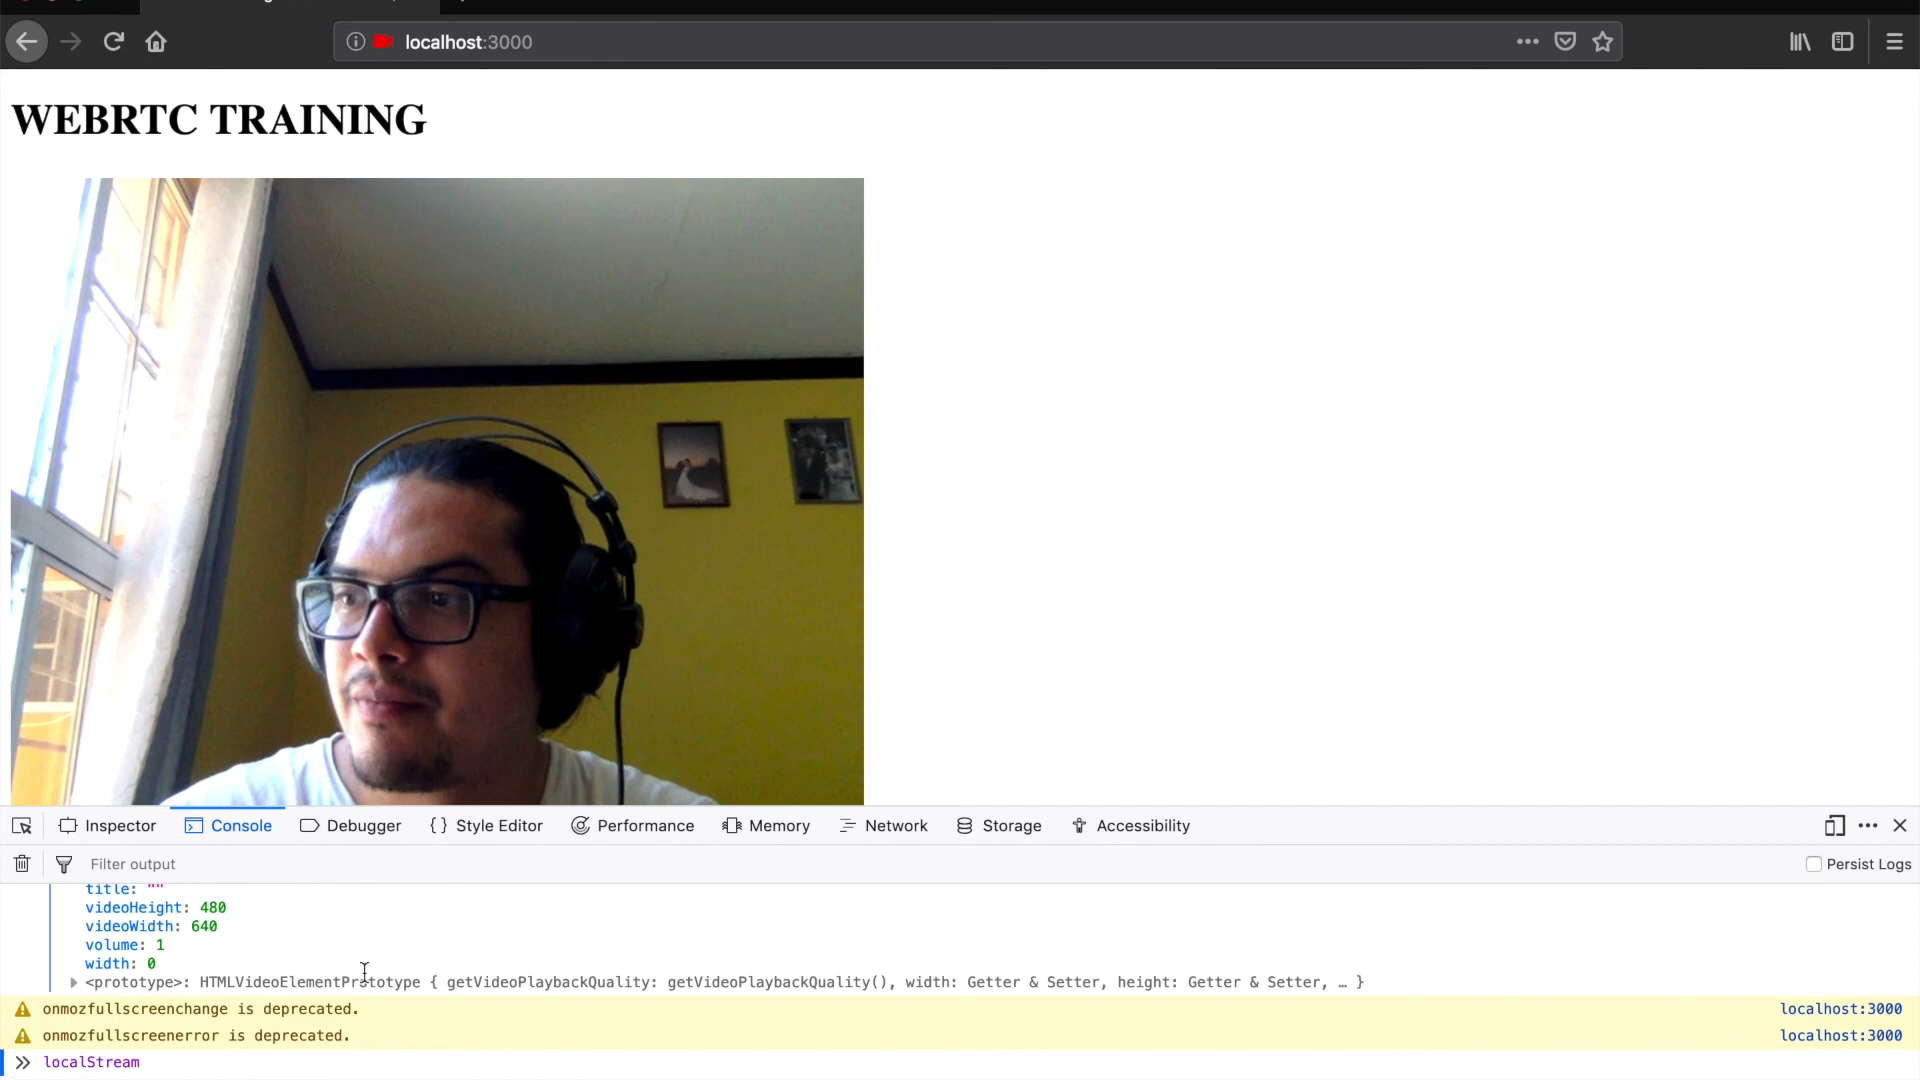 localhost:3000
WEBRTC TRAINING
Inspector Console Debugger { } Style Editor Performance Memory Network Storage Accessibility
Filter output Persist Logs
title: ""
videoHeight: 480
videoWidth: 640
volume: 1
width: 0
<prototype>: HTMLVideoElementPrototype { getVideoPlaybackQuality: getVideoPlaybackQuality(), width: Getter & Setter, height: Getter & Setter, … }
onmozfullscreenchange is deprecated. localhost:3000
onmozfullscreenerror is deprecated. localhost:3000
localStream